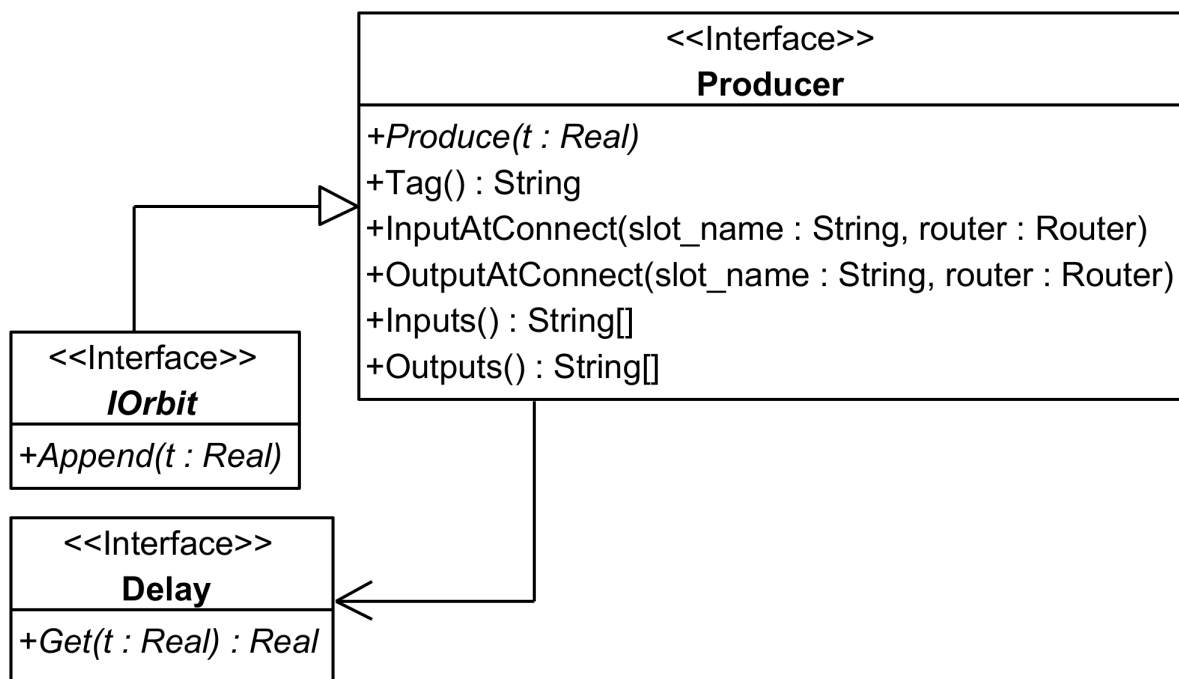 <<Interface>>
Producer
+Produce(t : Real)
+Tag() : String
+InputAtConnect(slot_name : String, router : Router)
+OutputAtConnect(slot_name : String, router : Router)
+Inputs() : String[]
+Outputs() : String[]
<<Interface>>
IOrbit
+Append(t : Real)
<<Interface>>
Delay
+Get(t : Real) : Real